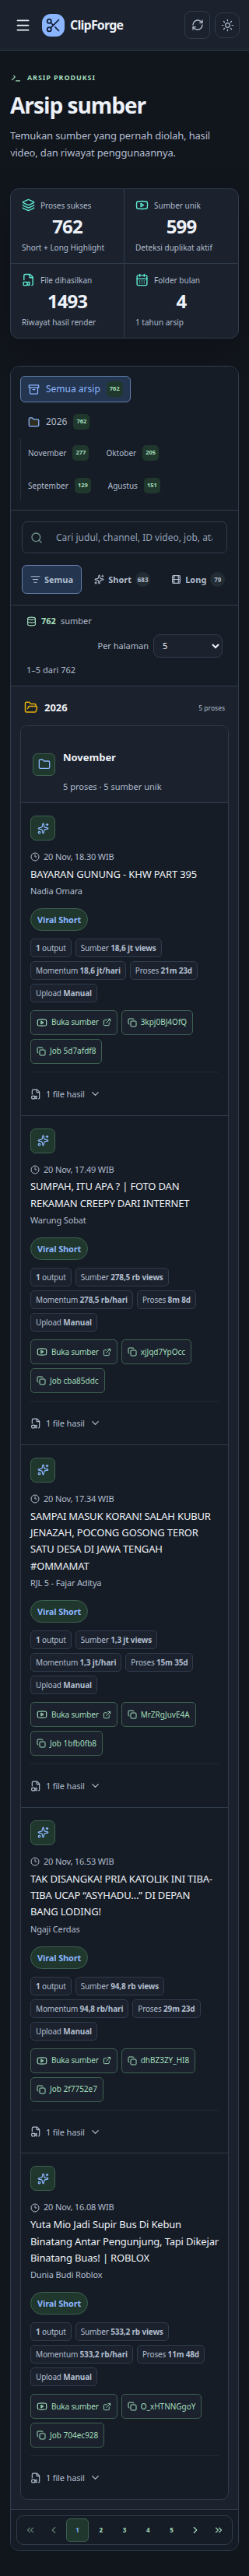 ClipForge
ARSIP PRODUKSI
Arsip sumber
Temukan sumber yang pernah diolah, hasil
video, dan riwayat penggunaannya.
Proses sukses
762
Short + Long Highlight
Sumber unik
599
Deteksi duplikat aktif
File dihasilkan
1493
Riwayat hasil render
Folder bulan
4
1 tahun arsip
Semua arsip 762
2026 762
November 277 Oktober 205
September 129 Agustus 151
Cari judul, channel, ID video, job, ata
Semua Short 683 Long 79
762 sumber
Per halaman 5
1–5 dari 762
2026 5 proses
November
5 proses · 5 sumber unik
20 Nov, 18.30 WIB
BAYARAN GUNUNG - KHW PART 395
Nadia Omara
Viral Short
1 output Sumber 18,6 jt views
Momentum 18,6 jt/hari Proses 21m 23d
Upload Manual
Buka sumber 3kpj0BJ4OfQ
Job 5d7afdf8
1 file hasil
20 Nov, 17.49 WIB
SUMPAH, ITU APA ? | FOTO DAN
REKAMAN CREEPY DARI INTERNET
Warung Sobat
Viral Short
1 output Sumber 278,5 rb views
Momentum 278,5 rb/hari Proses 8m 8d
Upload Manual
Buka sumber xjJqd7YpOcc
Job cba85ddc
1 file hasil
20 Nov, 17.34 WIB
SAMPAI MASUK KORAN! SALAH KUBUR
JENAZAH, POCONG GOSONG TEROR
SATU DESA DI JAWA TENGAH
#OMMAMAT
RJL 5 - Fajar Aditya
Viral Short
1 output Sumber 1,3 jt views
Momentum 1,3 jt/hari Proses 15m 35d
Upload Manual
Buka sumber MrZRgJuvE4A
Job 1bfb0fb8
1 file hasil
20 Nov, 16.53 WIB
TAK DISANGKA! PRIA KATOLIK INI TIBA-
TIBA UCAP “ASYHADU…” DI DEPAN
BANG LODING!
Ngaji Cerdas
Viral Short
1 output Sumber 94,8 rb views
Momentum 94,8 rb/hari Proses 29m 23d
Upload Manual
Buka sumber dhBZ3ZY_HI8
Job 2f7752e7
1 file hasil
20 Nov, 16.08 WIB
Yuta Mio Jadi Supir Bus Di Kebun
Binatang Antar Pengunjung, Tapi Dikejar
Binatang Buas! | ROBLOX
Dunia Budi Roblox
Viral Short
1 output Sumber 533,2 rb views
Momentum 533,2 rb/hari Proses 11m 48d
Upload Manual
Buka sumber O_xHTNNGgoY
Job 704ec928
1 file hasil
1 2 3 4 5